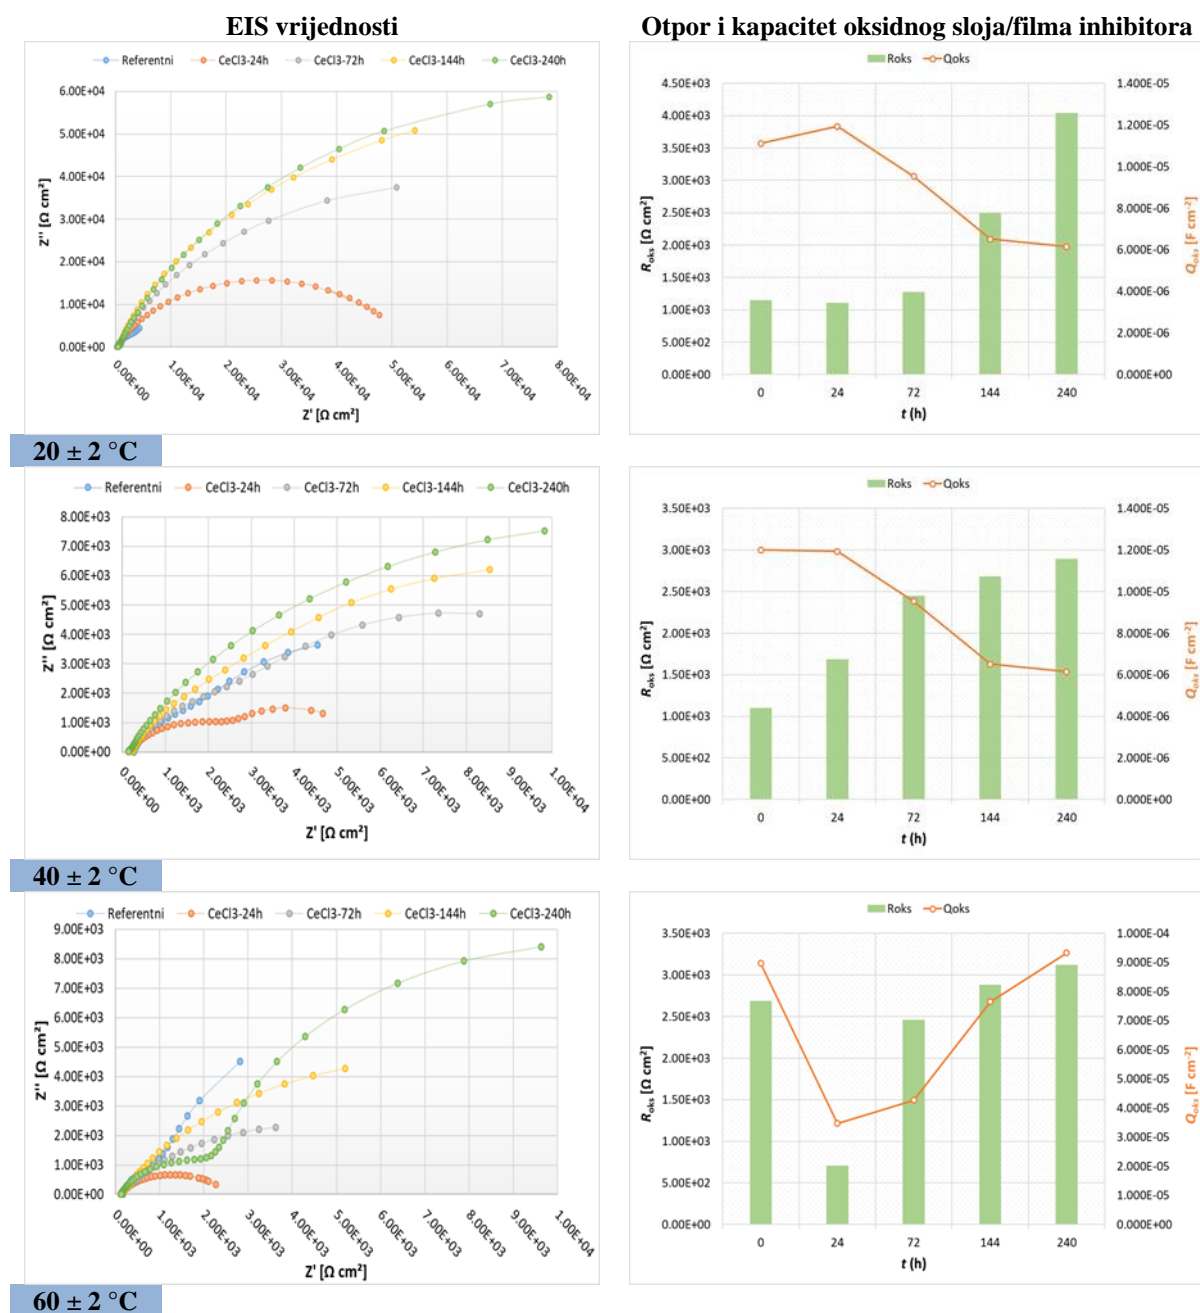 EIS vrijednosti
Otpor i kapacitet oksidnog sloja/filma inhibitora
Referentni CeCl3-24h CeCl3-72h CeCl3-144h CeCl3-240h
6.00E+04
5.00E+04
4.00E+04
3.00E+04
2.00E+04
1.00E+04
0.00E+00
Z'' [Ω cm²]
0.00E+00 1.00E+04 2.00E+04 3.00E+04 4.00E+04 5.00E+04 6.00E+04 7.00E+04 8.00E+04
Z' [Ω cm²]
Roks Qoks
4.50E+03
4.00E+03
3.50E+03
3.00E+03
2.50E+03
2.00E+03
1.50E+03
1.00E+03
5.00E+02
0.00E+00
Roks [Ω cm²]
1.400E-05
1.200E-05
1.000E-05
8.000E-06
6.000E-06
4.000E-06
2.000E-06
0.000E+00
Qoks [F cm⁻²]
0 24 72 144 240
t (h)
20 ± 2 °C
Referentni CeCl3-24h CeCl3-72h CeCl3-144h CeCl3-240h
8.00E+03
7.00E+03
6.00E+03
5.00E+03
4.00E+03
3.00E+03
2.00E+03
1.00E+03
0.00E+00
Z'' [Ω cm²]
0.00E+00 1.00E+03 2.00E+03 3.00E+03 4.00E+03 5.00E+03 6.00E+03 7.00E+03 8.00E+03 9.00E+03 1.00E+04
Z' [Ω cm²]
Roks Qoks
3.50E+03
3.00E+03
2.50E+03
2.00E+03
1.50E+03
1.00E+03
5.00E+02
0.00E+00
Roks [Ω cm²]
1.400E-05
1.200E-05
1.000E-05
8.000E-06
6.000E-06
4.000E-06
2.000E-06
0.000E+00
Qoks [F cm⁻²]
0 24 72 144 240
t (h)
40 ± 2 °C
Referentni CeCl3-24h CeCl3-72h CeCl3-144h CeCl3-240h
9.00E+03
8.00E+03
7.00E+03
6.00E+03
5.00E+03
4.00E+03
3.00E+03
2.00E+03
1.00E+03
0.00E+00
Z'' [Ω cm²]
0.00E+00 1.00E+03 2.00E+03 3.00E+03 4.00E+03 5.00E+03 6.00E+03 7.00E+03 8.00E+03 9.00E+03 1.00E+04
Z' [Ω cm²]
Roks Qoks
3.50E+03
3.00E+03
2.50E+03
2.00E+03
1.50E+03
1.00E+03
5.00E+02
0.00E+00
Roks [Ω cm²]
1.000E-04
9.000E-05
8.000E-05
7.000E-05
6.000E-05
5.000E-05
4.000E-05
3.000E-05
2.000E-05
1.000E-05
0.000E+00
Qoks [F cm⁻²]
0 24 72 144 240
t (h)
60 ± 2 °C